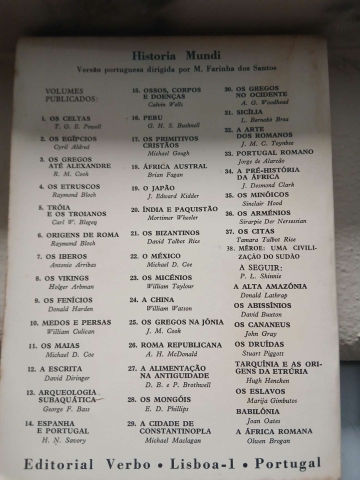 Historia Mundi
Versão portuguesa dirigida por M. Farinha dos Santos
VOLUMES
PUBLICADOS:
1. OS CELTAS
T. G. E. Powell
2. OS EGÍPCIOS
Cyril Aldred
3. OS GREGOS
ATÉ ALEXANDRE
R. M. Cook
4. OS ETRUSCOS
Raymond Bloch
5. TRÓIA
E OS TROIANOS
Carl W. Blegep
6. ORIGENS DE ROMA
Raymond Bloch
7. OS IBEROS
Antonio Arribas
8. OS VIKINGS
Holger Arbman
9. OS FENÍCIOS
Donald Harden
10. MEDOS E PERSAS
William Culican
11. OS MAIAS
Michael D. Coe
12. A ESCRITA
David Diringer
13. ARQUEOLOGIA
SUBAQUÁTICA
George F. Bass
14. ESPANHA
E PORTUGAL
H. N. Savory
15. OSSOS, CORPOS
E DOENÇAS
Calvin Wells
16. PERU
G. H. S. Bushnell
17. OS PRIMITIVOS
CRISTÃOS
Michael Gough
18. ÁFRICA AUSTRAL
Brian Fagan
19. O JAPÃO
J. Edward Kidder
20. ÍNDIA E PAQUISTÃO
Mortimer Wheeler
21. OS BIZANTINOS
David Talbot Rice
22. O MÉXICO
Michael D. Coe
23. OS MICÉNIOS
William Taylour
24. A CHINA
William Watson
25. OS GREGOS NA JÓNIA
J. M. Cook
26. ROMA REPUBLICANA
A. H. McDonald
27. A ALIMENTAÇÃO
NA ANTIGUIDADE
D. B. e P. Brothwell
28. OS MONGÓIS
E. D. Phillips
29. A CIDADE DE
CONSTANTINOPLA
Michael Maclagan
30. OS GREGOS
NO OCIDENTE
A. G. Woodhead
31. SICÍLIA
L. Bernabò Brea
32. A ARTE
DOS ROMANOS
J. M. C. Toynbee
33. PORTUGAL ROMANO
Jorge de Alarcão
34. A PRÉ-HISTÓRIA
DA ÁFRICA
J. Desmond Clark
35. OS MINÓICOS
Sinclair Hood
36. OS ARMÉNIOS
Sirarpie Der Nersessian
37. OS CITAS
Tamara Talbot Rice
38. MÉROE: UMA CIVILI-
ZAÇÃO DO SUDÃO
P. L. Shinnie
A SEGUIR:
A ALTA AMAZÓNIA
Donald Lathrap
OS ABISSÍNIOS
David Buxton
OS CANANEUS
John Gray
OS DRUÍDAS
Stuart Piggott
TARQUÍNIA E AS ORI-
GENS DA ETRÚRIA
Hugh Hencken
OS ESLAVOS
Marija Gimbutas
BABILÓNIA
Joan Oates
A ÁFRICA ROMANA
Olwen Brogan
Editorial Verbo • Lisboa-1 • Portugal